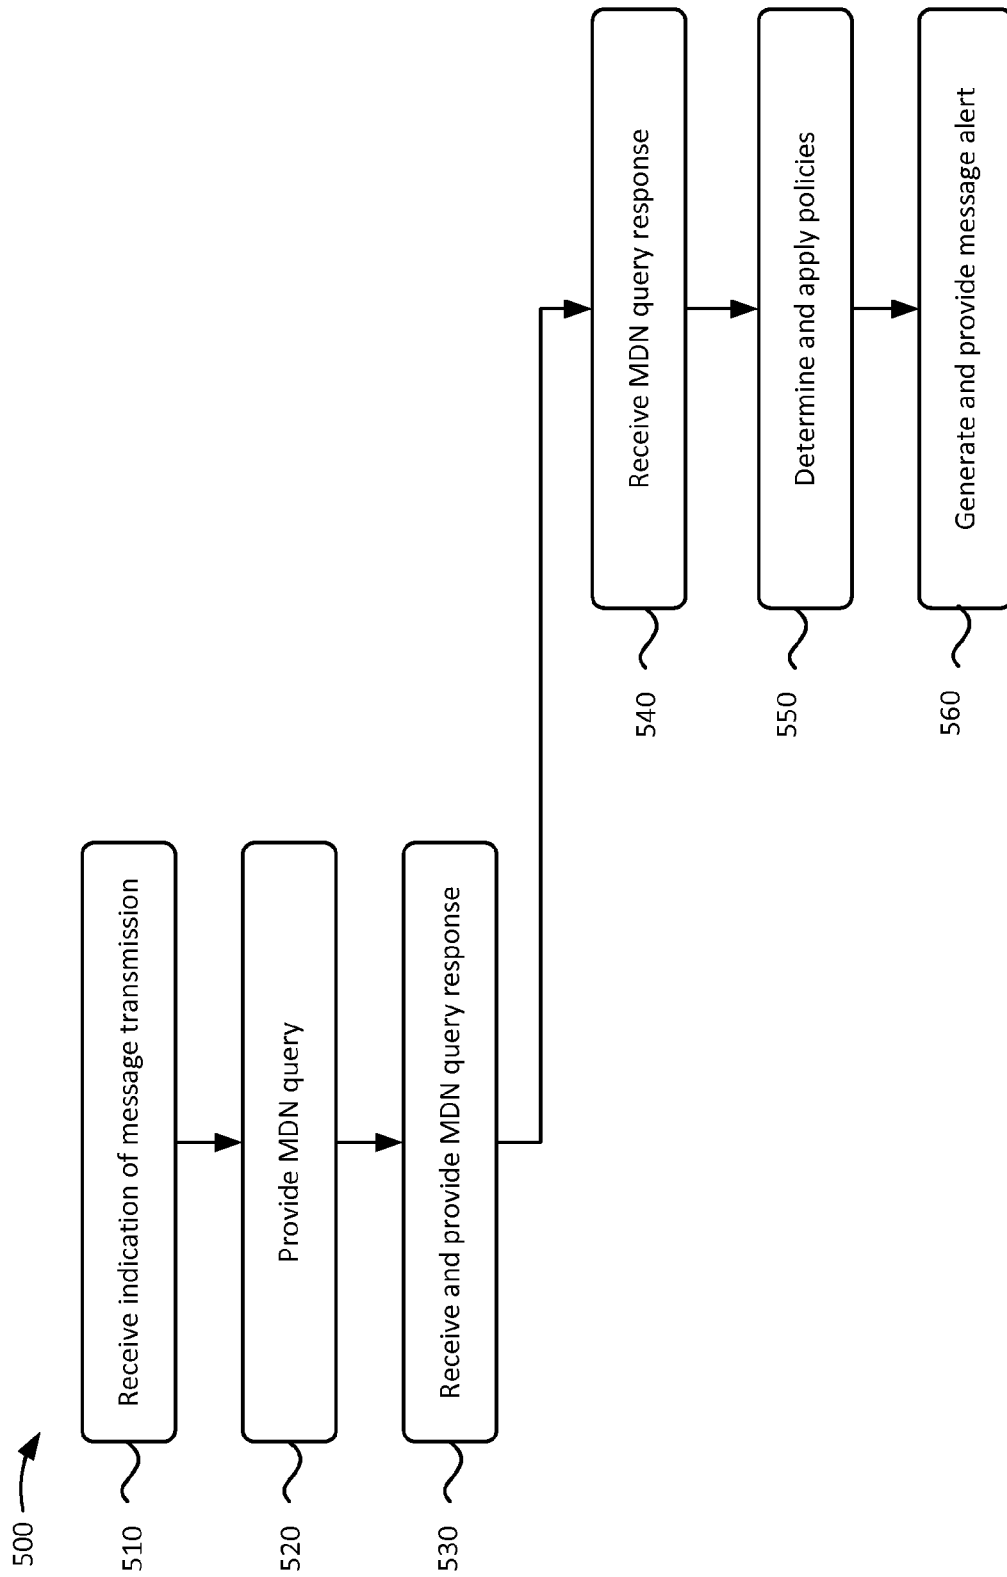 500
510
Receive indication of message transmission
520
Provide MDN query
530
Receive and provide MDN query response
540
Receive MDN query response
550
Determine and apply policies
560
Generate and provide message alert